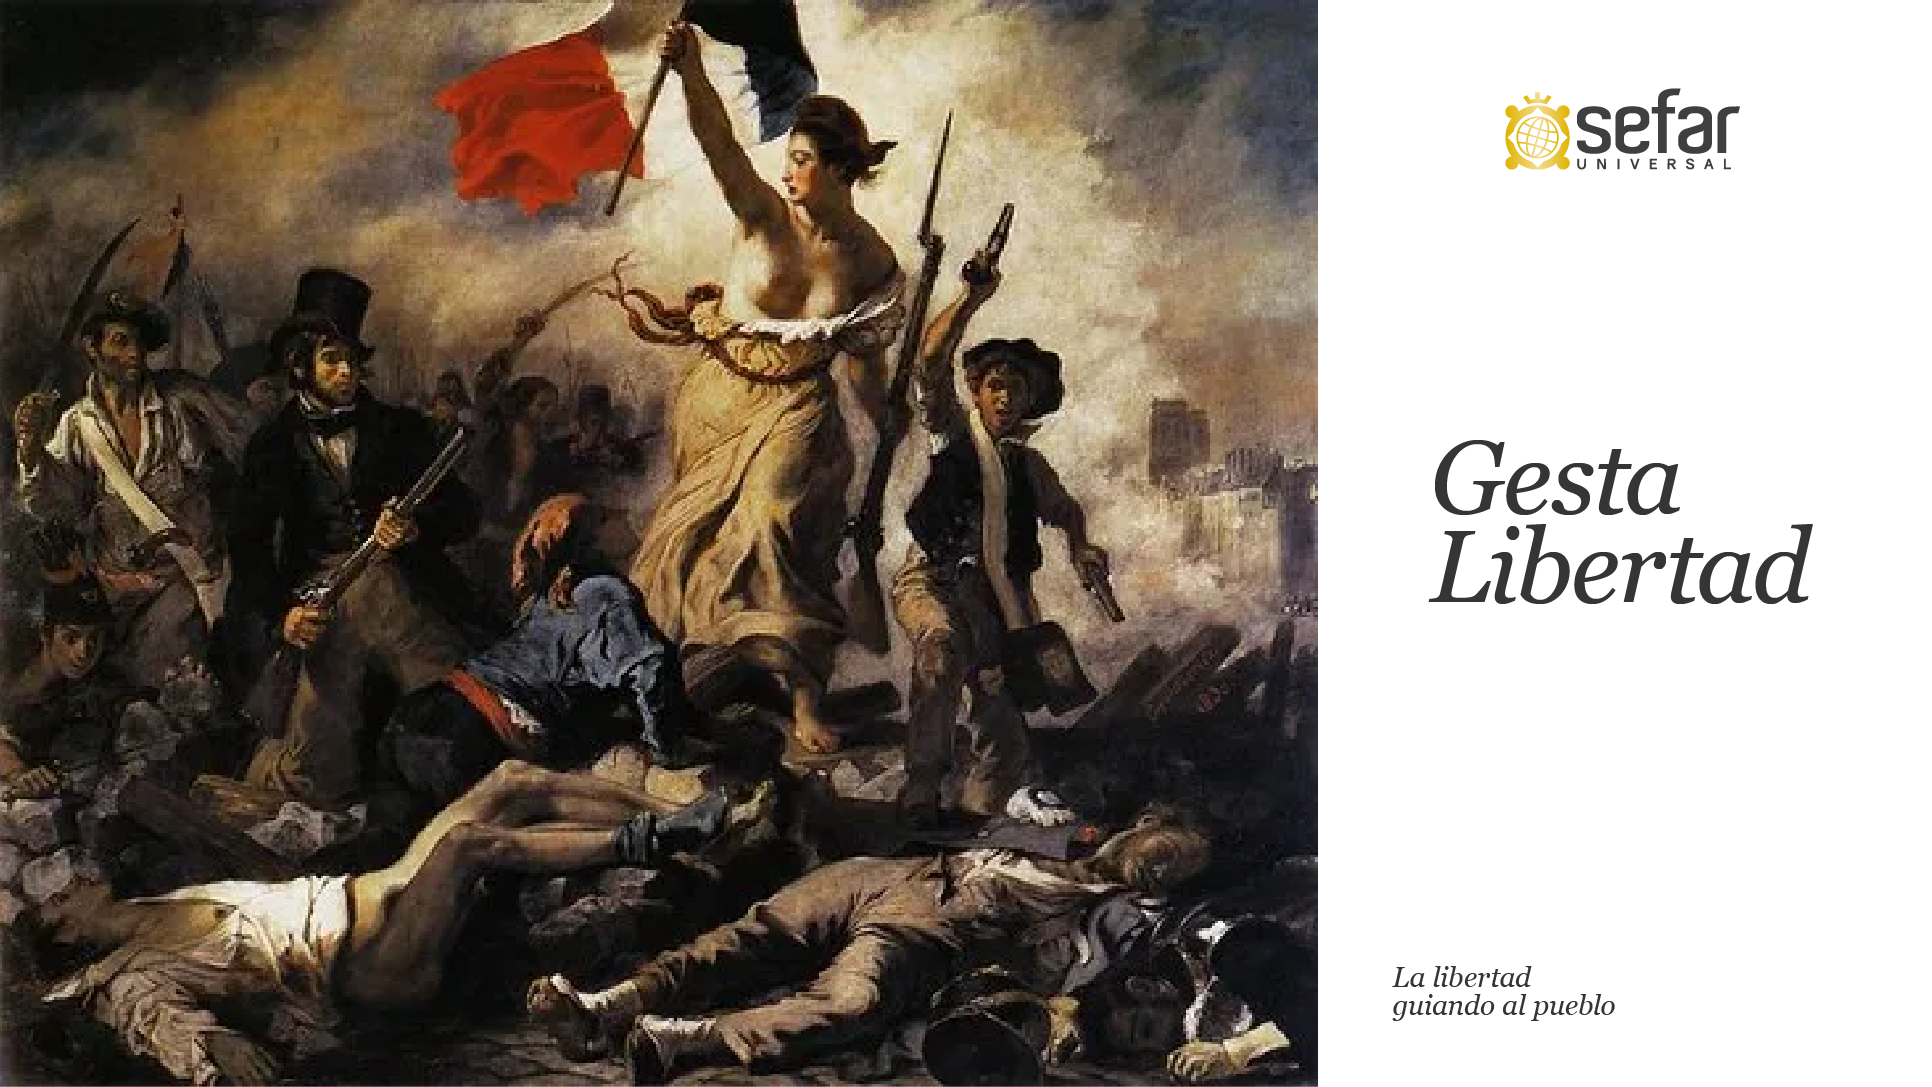 sefar
UNIVERSAL
Gesta
Libertad
La libertad
guiando al pueblo